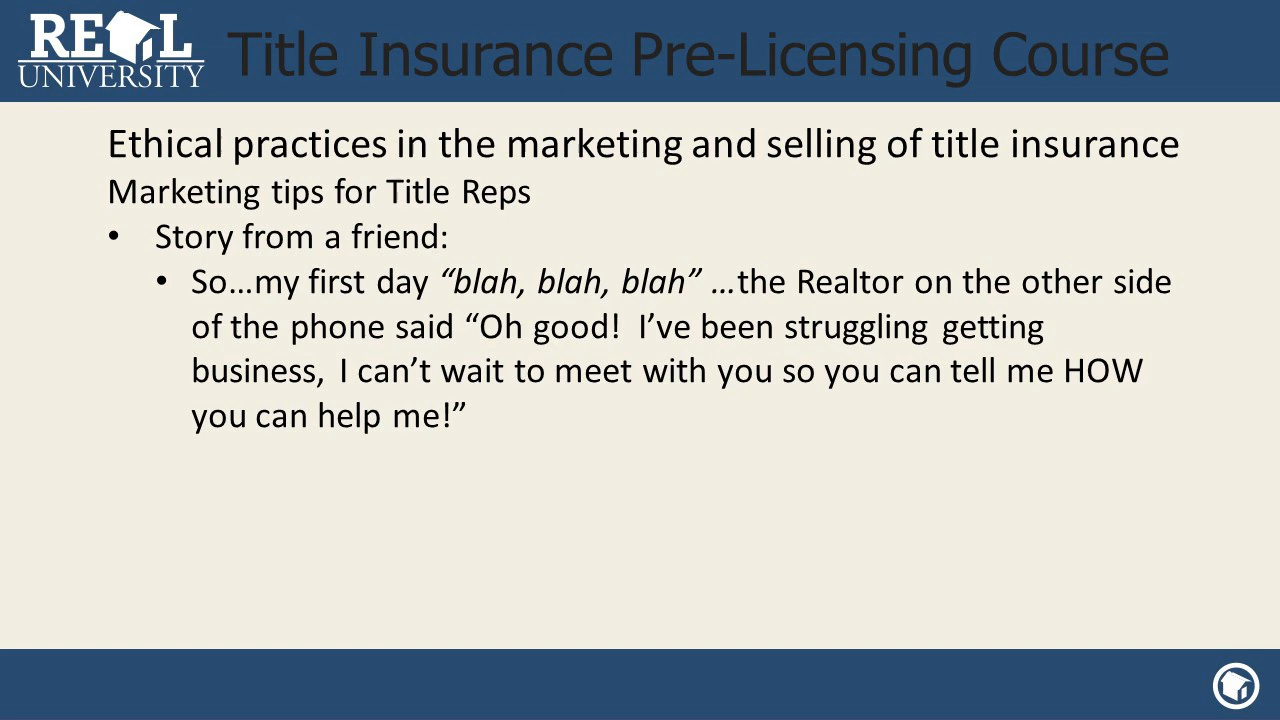 RE L
UNIVERSITY
Title Insurance Pre-Licensing Course
Ethical practices in the marketing and selling of title insurance
Marketing tips for Title Reps
• Story from a friend:
• So…my first day “blah, blah, blah” …the Realtor on the other side
of the phone said “Oh good!  I’ve been struggling getting
business, I can’t wait to meet with you so you can tell me HOW
you can help me!”